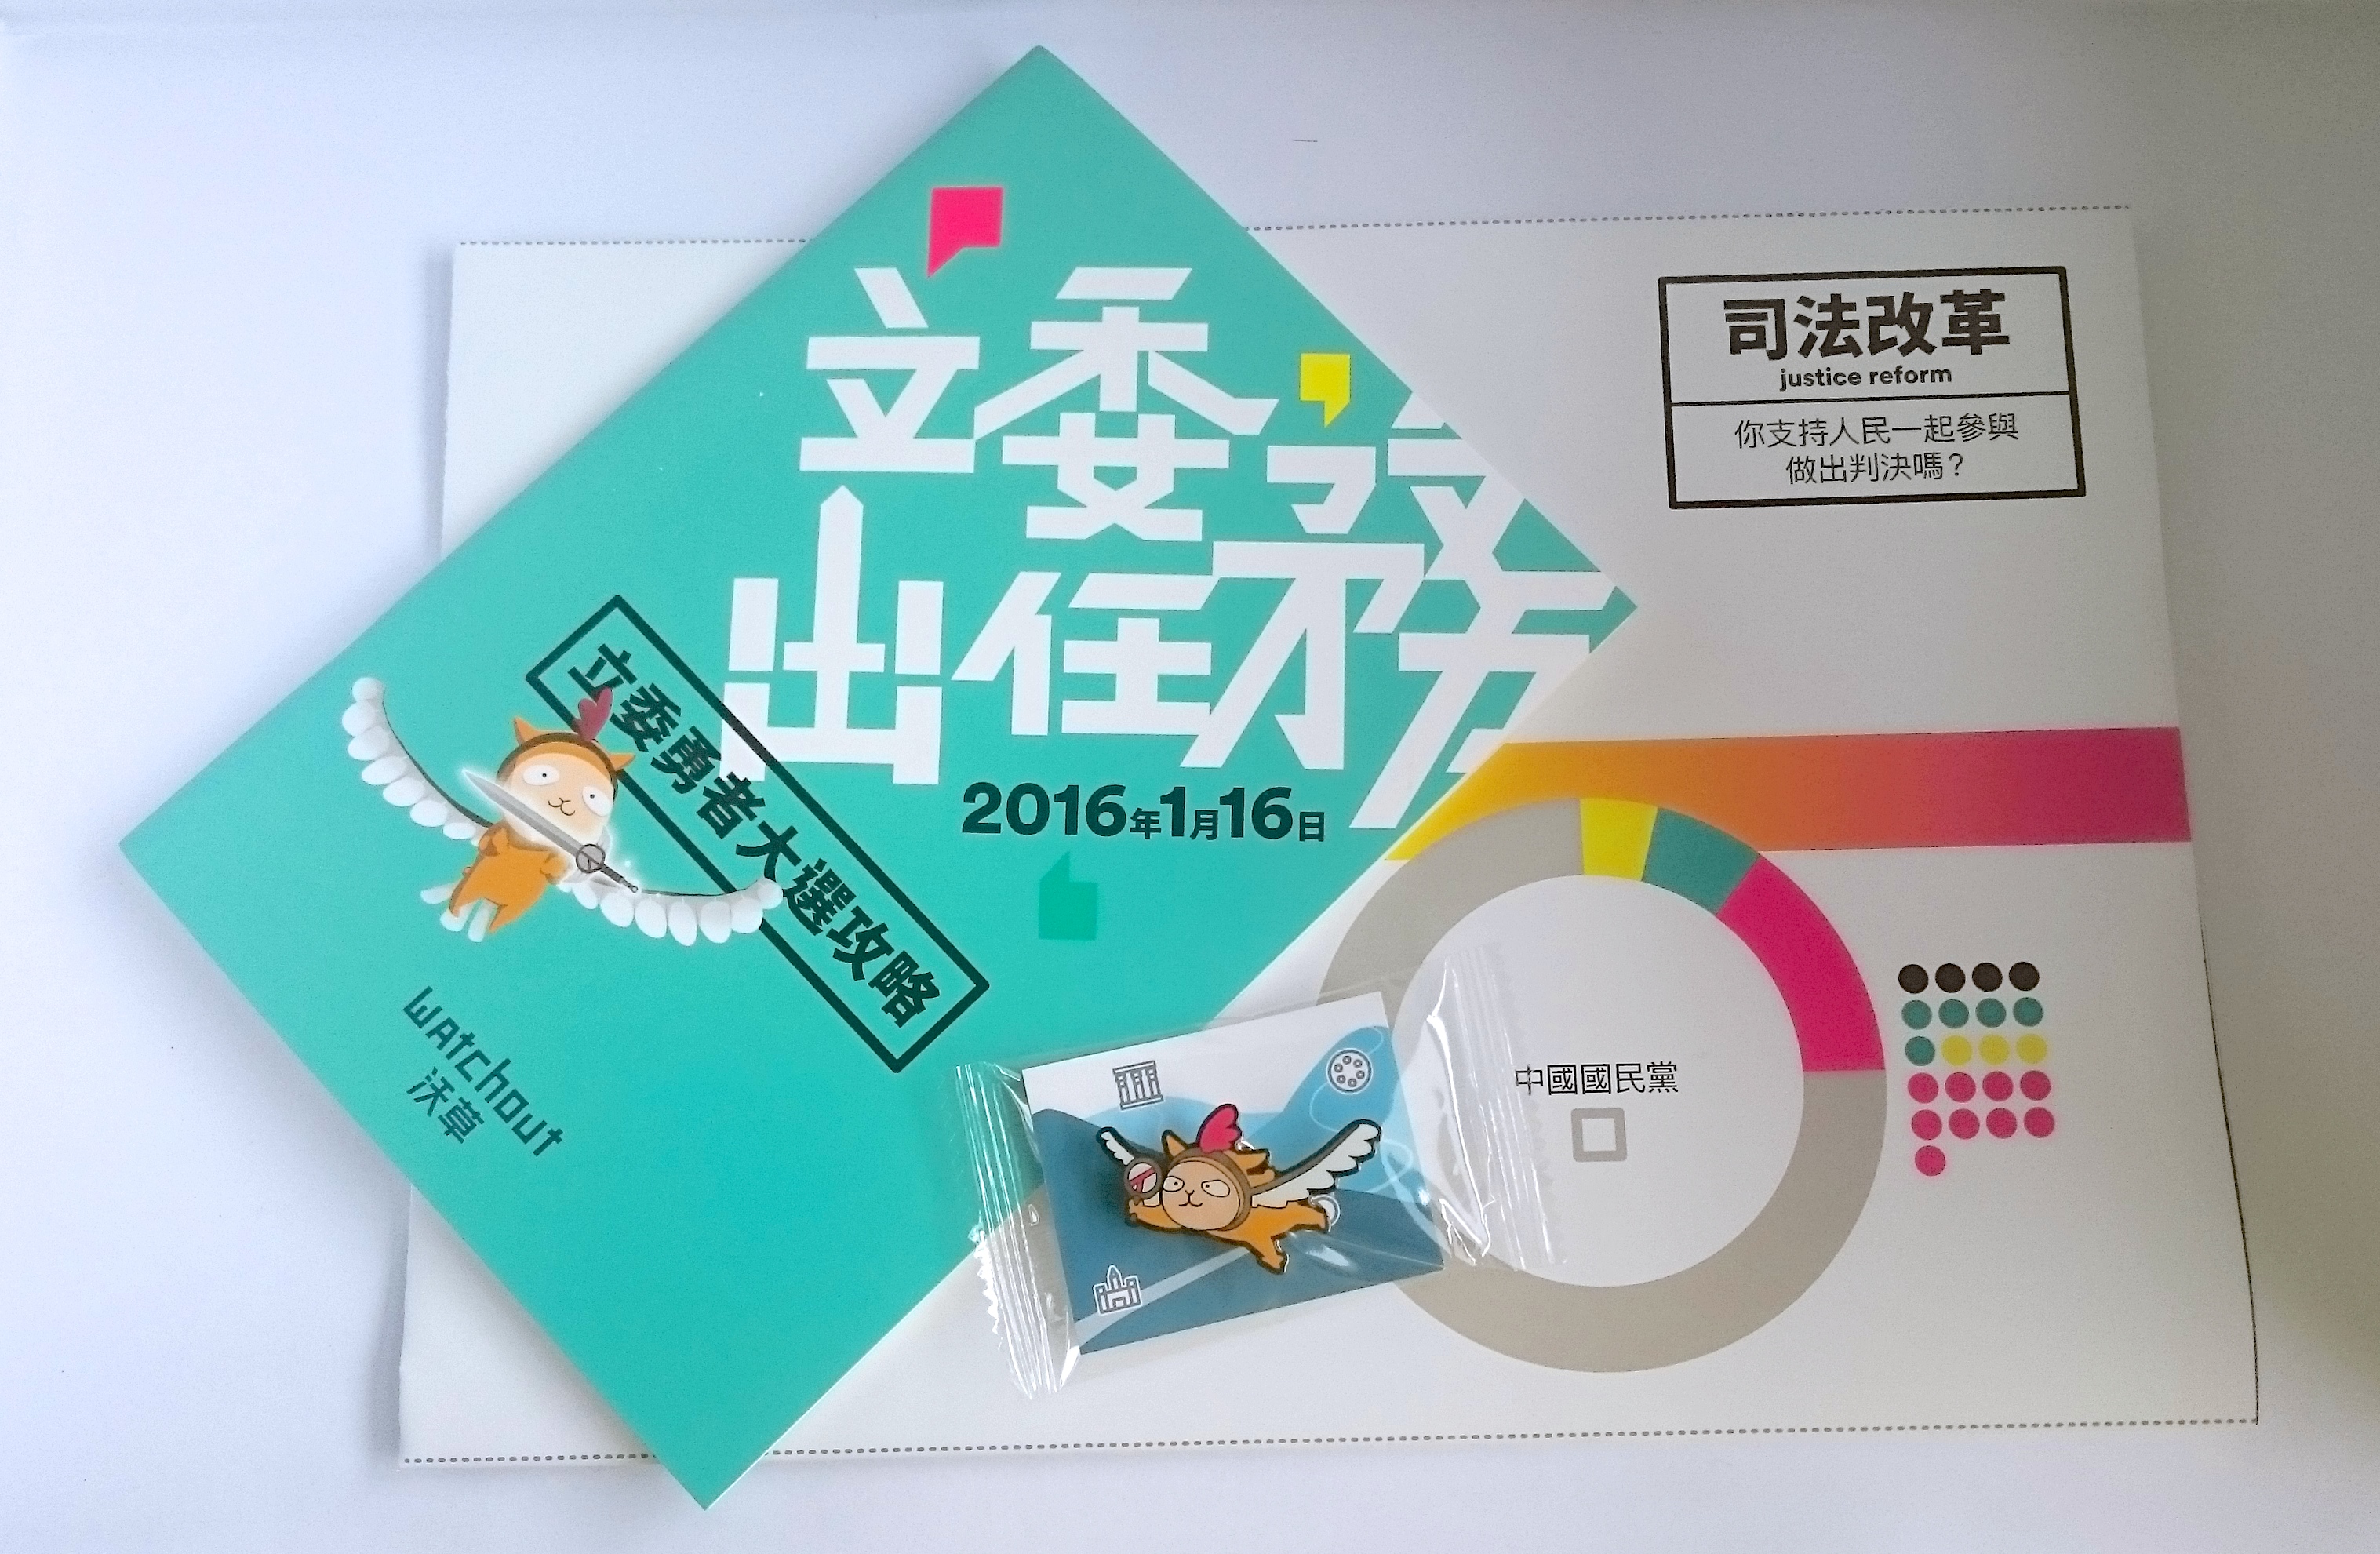 立委
出任務
2016年1月16日
立委勇者大選攻略
watchout
沃草
司法改革
justice reform
你支持人民一起參與
做出判決嗎？
中國國民黨